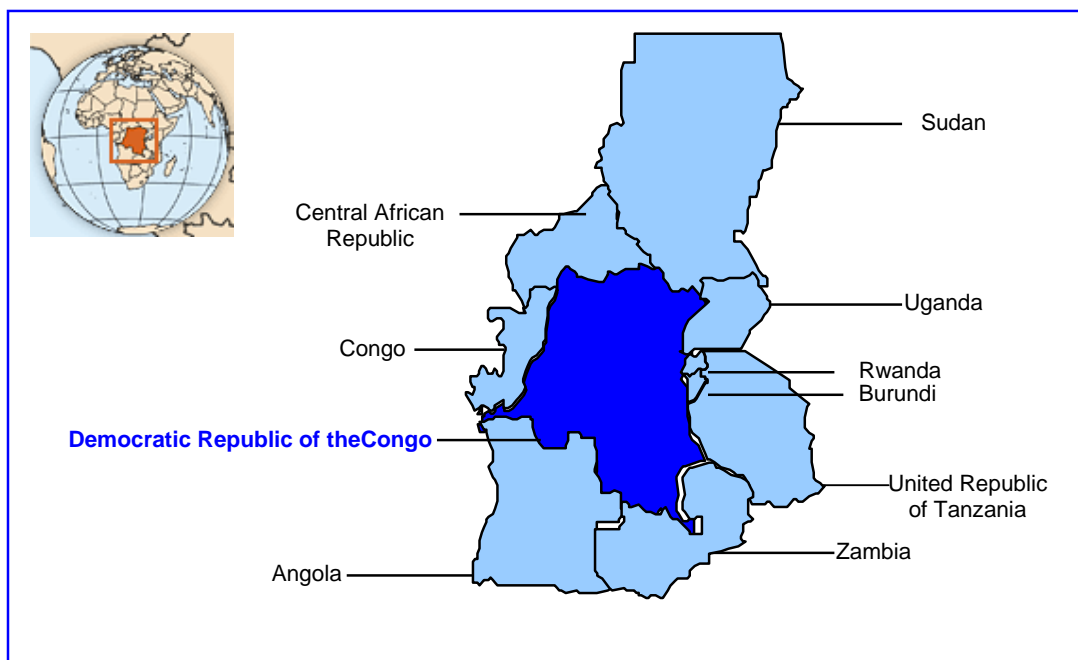 Sudan
Central African
Republic
Uganda
Congo
Rwanda
Burundi
Democratic Republic of theCongo
United Republic
of Tanzania
Zambia
Angola